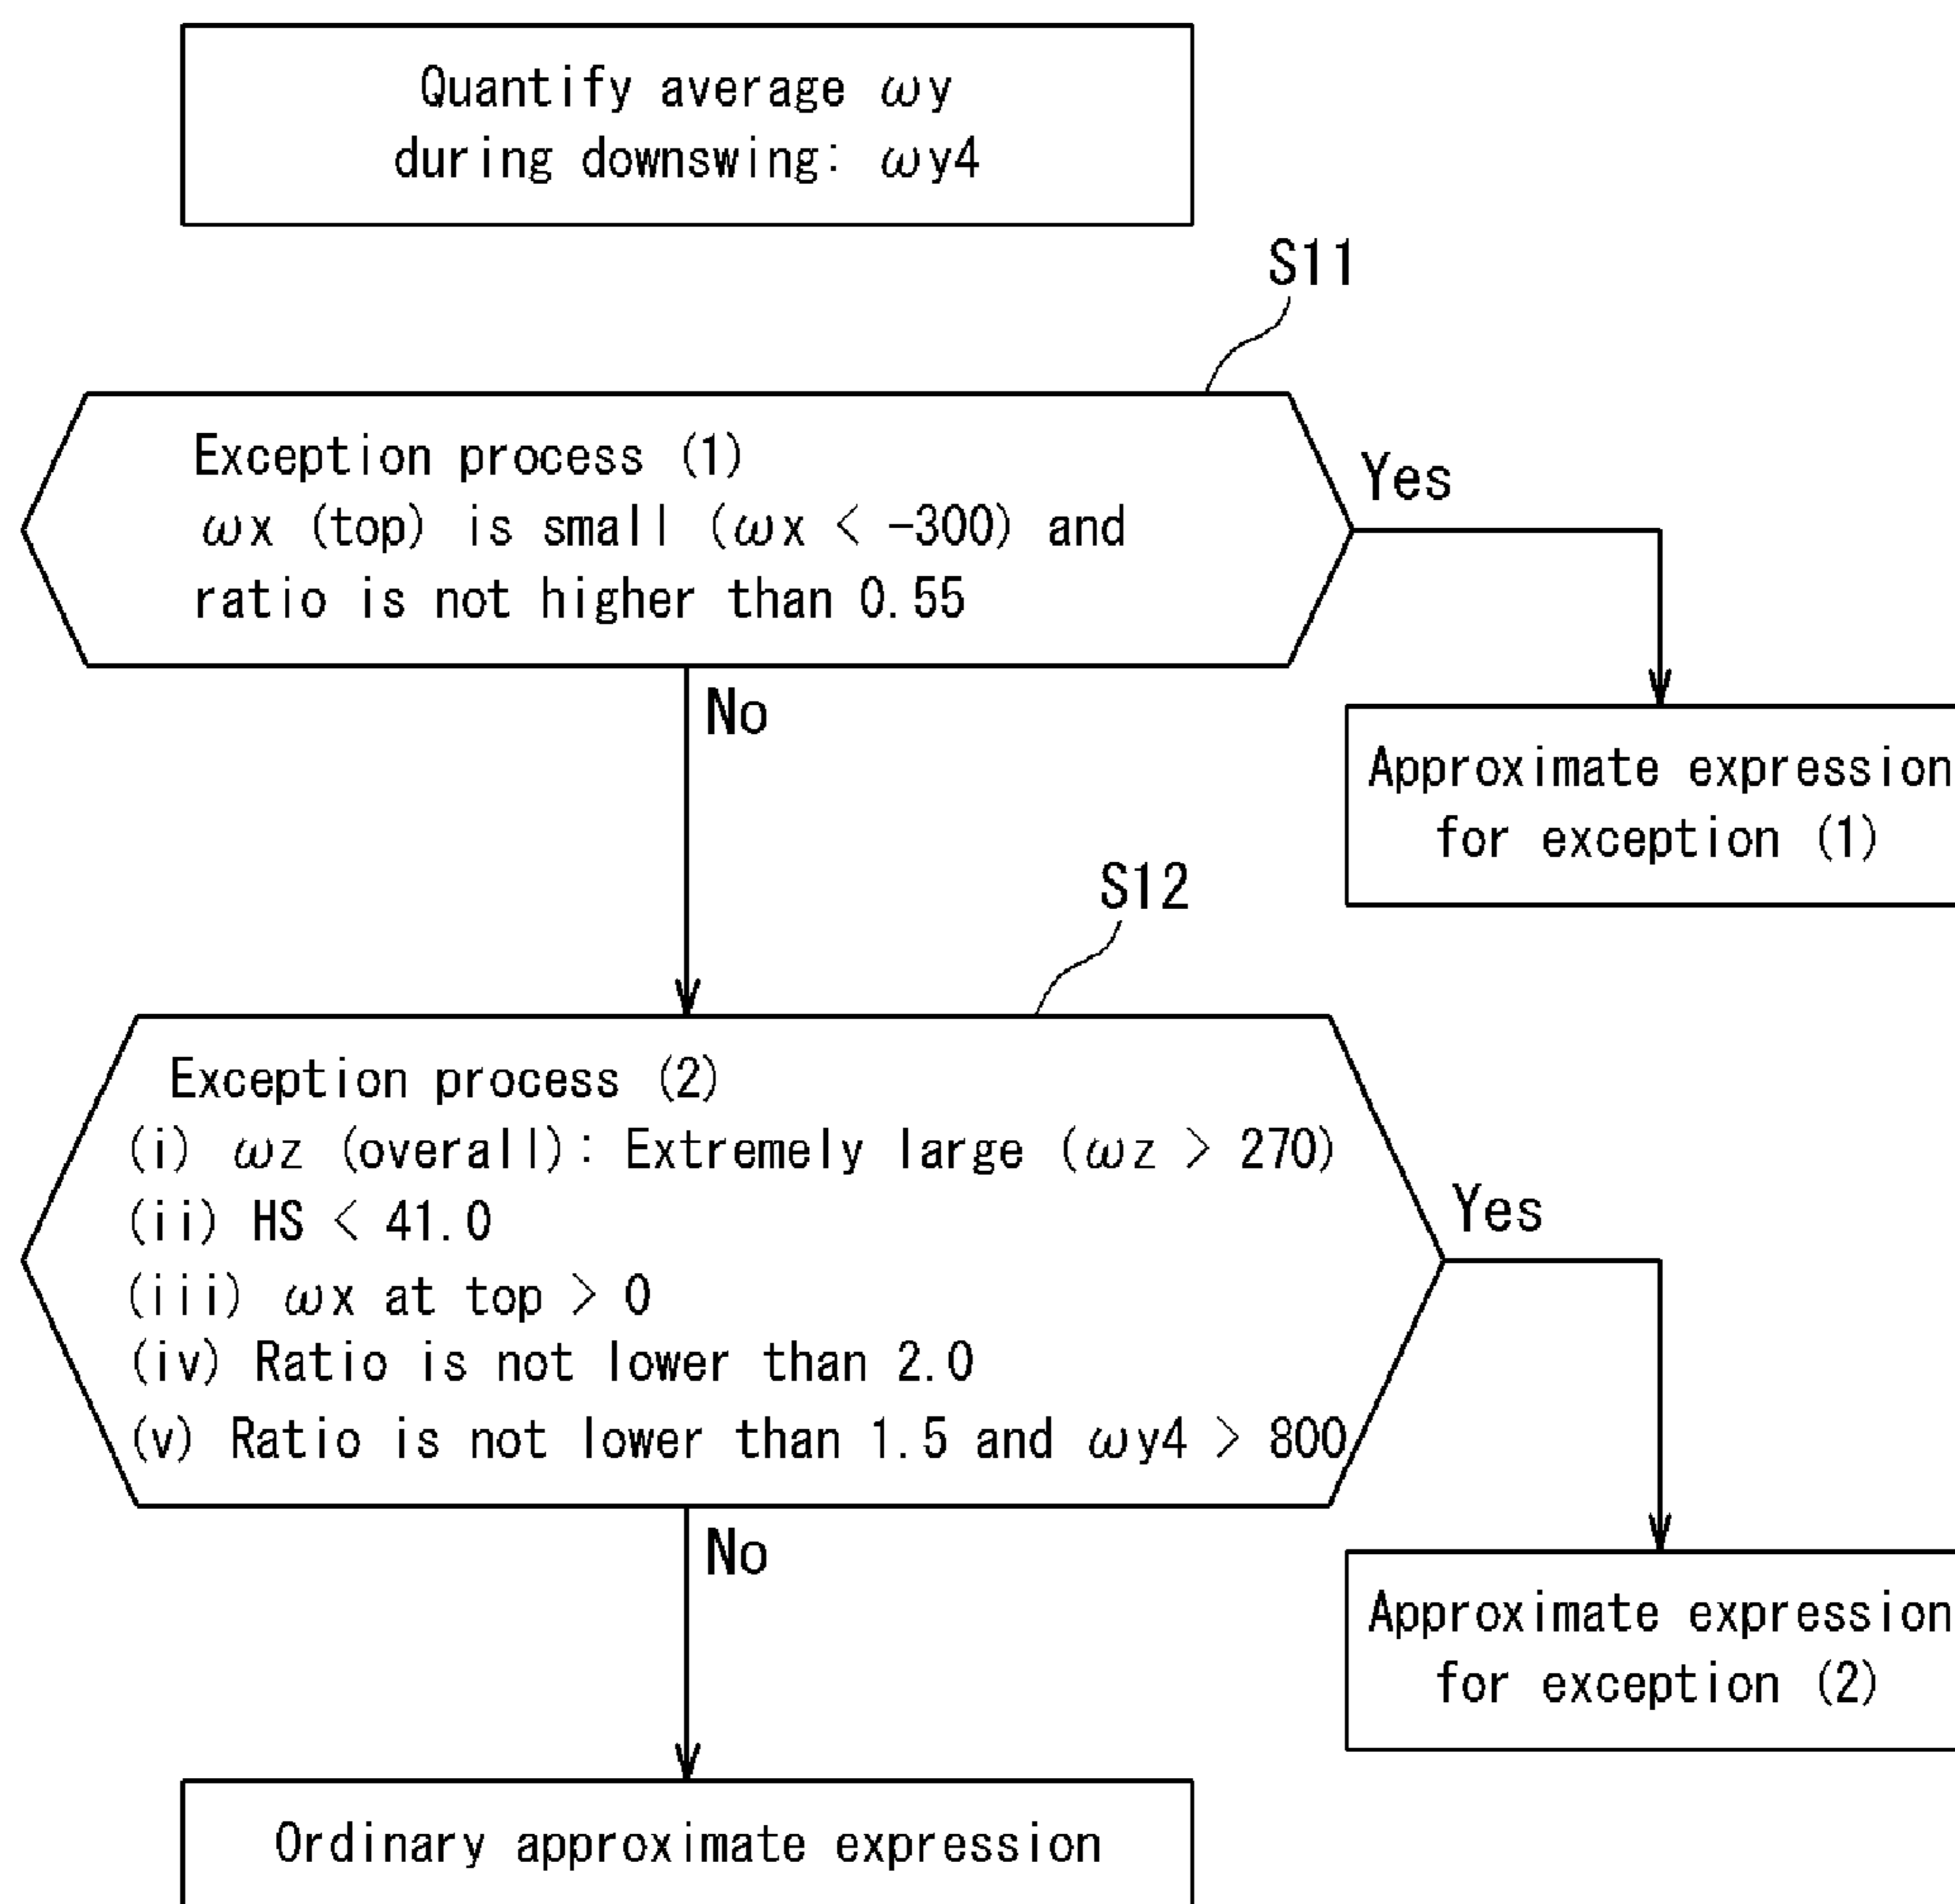 Quantify average ωy
during downswing: ωy4
S11
Exception process (1)
ωx (top) is small (ωx < -300) and
ratio is not higher than 0.55
Yes
No
Approximate expression
for exception (1)
S12
Exception process (2)
(i) ωz (overall): Extremely large (ωz > 270)
(ii) HS < 41.0
(iii) ωx at top > 0
(iv) Ratio is not lower than 2.0
(v) Ratio is not lower than 1.5 and ωy4 > 800
Yes
No
Approximate expression
for exception (2)
Ordinary approximate expression